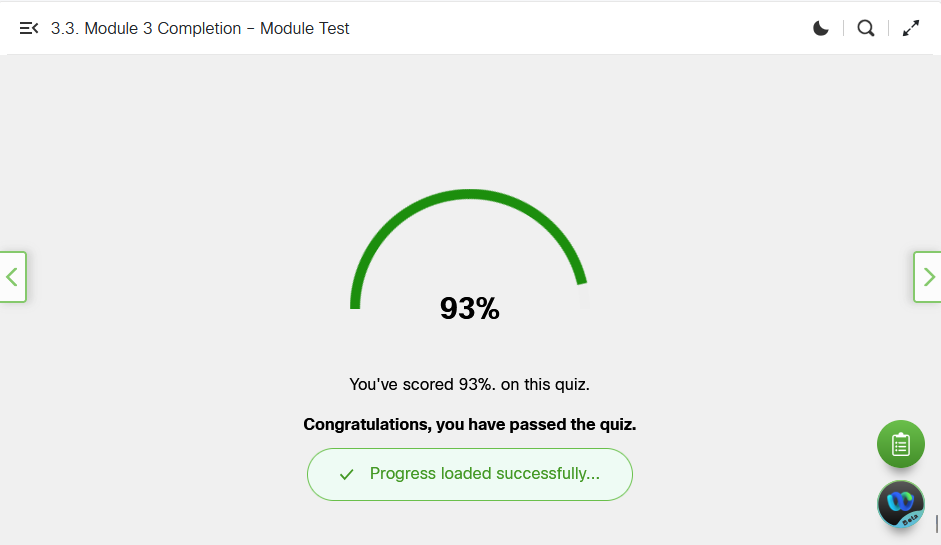 3.3. Module 3 Completion – Module Test
93%
You've scored 93%. on this quiz.
Congratulations, you have passed the quiz.
Progress loaded successfully...
Beta